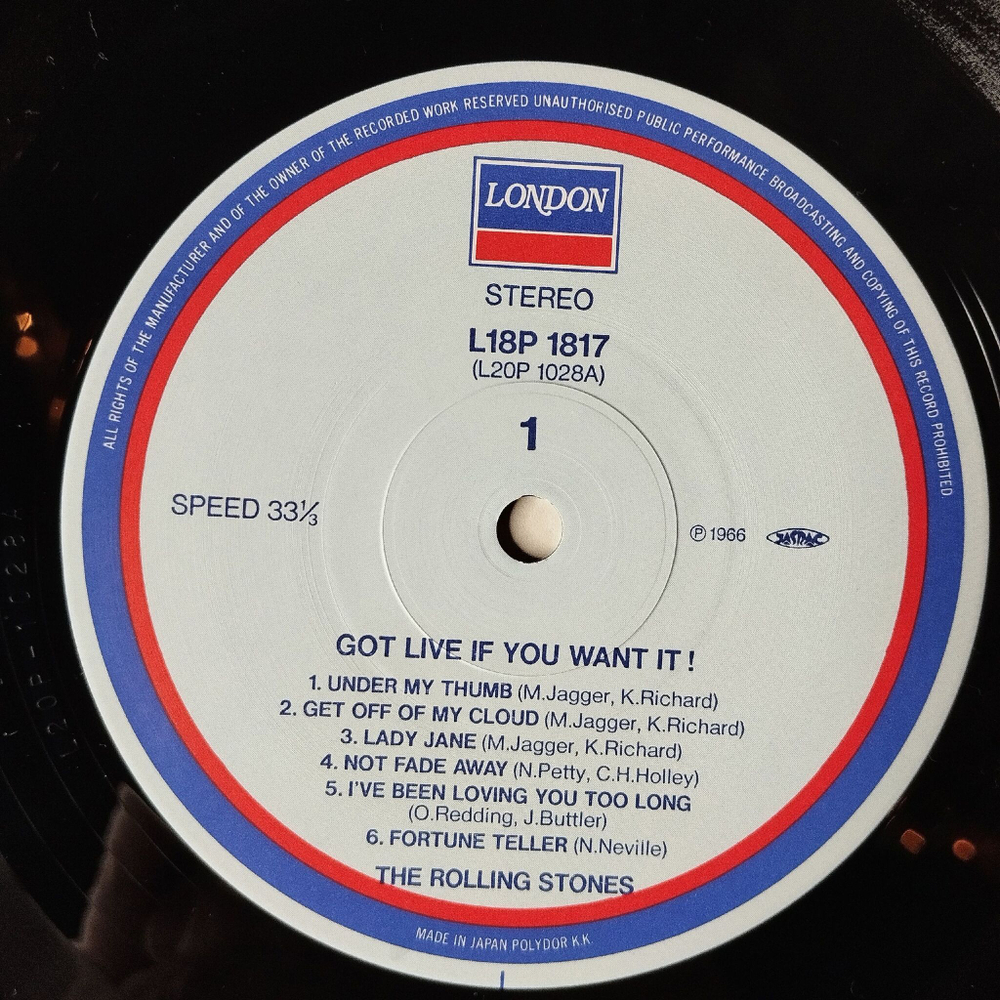 ALL RIGHTS OF THE MANUFACTURER AND OF THE OWNER OF THE RECORDED WORK RESERVED UNAUTHORISED PUBLIC PERFORMANCE BROADCASTING AND COPYING OF THIS RECORD PROHIBITED
LONDON
STEREO
L18P 1817
(L20P 1028A)
1
SPEED 33⅓
℗ 1966 JASRAC
GOT LIVE IF YOU WANT IT !
1. UNDER MY THUMB (M.Jagger, K.Richard)
2. GET OFF OF MY CLOUD (M.Jagger, K.Richard)
3. LADY JANE (M.Jagger, K.Richard)
4. NOT FADE AWAY (N.Petty, C.H.Holley)
5. I'VE BEEN LOVING YOU TOO LONG
(O.Redding, J.Buttler)
6. FORTUNE TELLER (N.Neville)
THE ROLLING STONES
MADE IN JAPAN POLYDOR K.K.